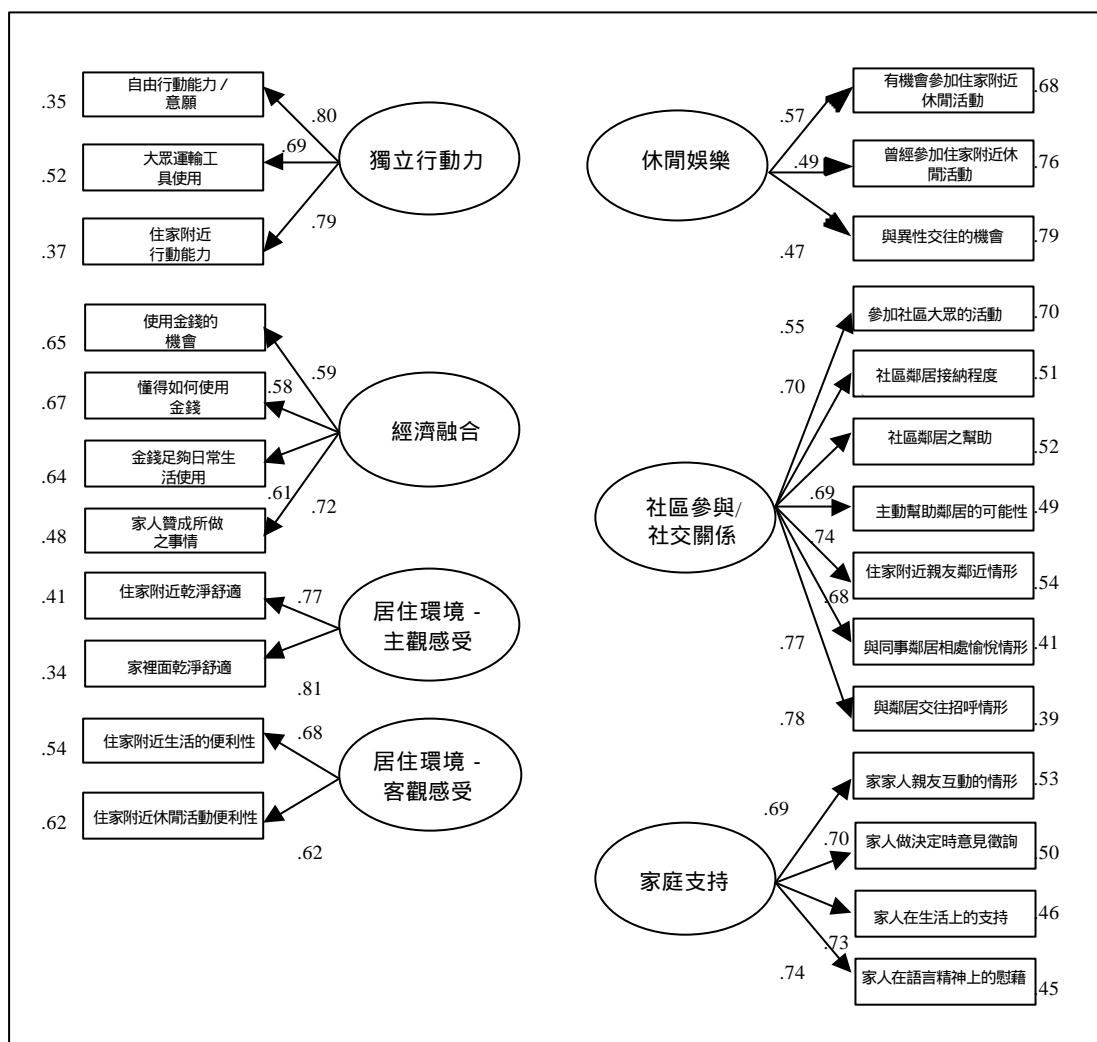 自由行動能力 /
意願
.35
.80
大眾運輸工
具使用
.52
.69
獨立行動力
住家附近
行動能力
.37
.79
使用金錢的
機會
.65
.59
懂得如何使用
金錢
.67
.58
經濟融合
金錢足夠日常生
活使用
.64
.61
.72
家人贊成所做
之事情
.48
住家附近乾淨舒適
.41
.77
居住環境 -
主觀感受
家裡面乾淨舒適
.34
.81
住家附近生活的便利性
.54
.68
居住環境 -
客觀感受
住家附近休閒活動便利性
.62
.62
有機會參加住家附近
休閒活動
.68
.57
休閒娛樂
.49
曾經參加住家附近休
閒活動
.76
與異性交往的機會
.79
.47
參加社區大眾的活動
.70
.55
社區鄰居接納程度
.51
.70
社區鄰居之幫助
.52
社區參與/
社交關係
.69
主動幫助鄰居的可能性
.49
.74
住家附近親友鄰近情形
.54
.68
與同事鄰居相處愉悅情形
.41
.77
與鄰居交往招呼情形
.39
.78
家家人親友互動的情形
.53
.69
家人做決定時意見徵詢
.50
.70
家庭支持
家人在生活上的支持
.46
.73
家人在語言精神上的慰藉
.45
.74